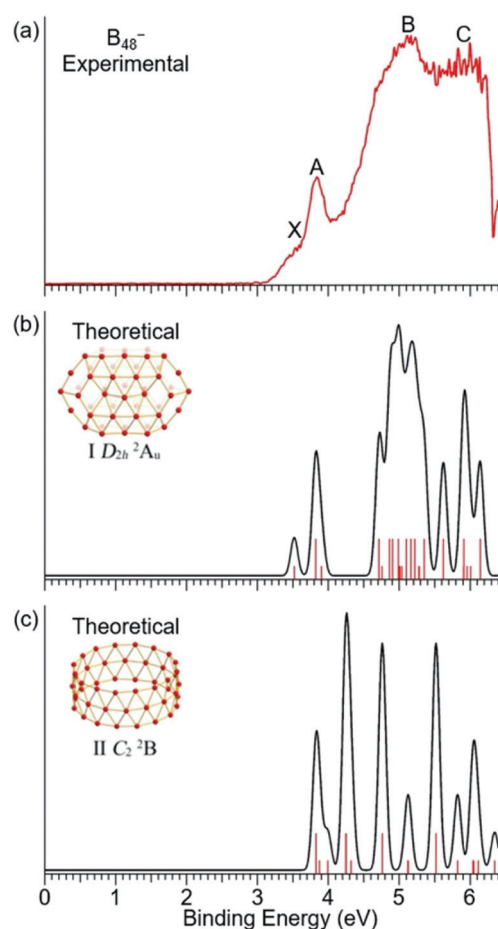 (a)
B₄₈⁻
Experimental
X
A
B
C
(b)
Theoretical
I D₂ₕ ²Aᵤ
(c)
Theoretical
II C₂ ²B
0 1 2 3 4 5 6
Binding Energy (eV)